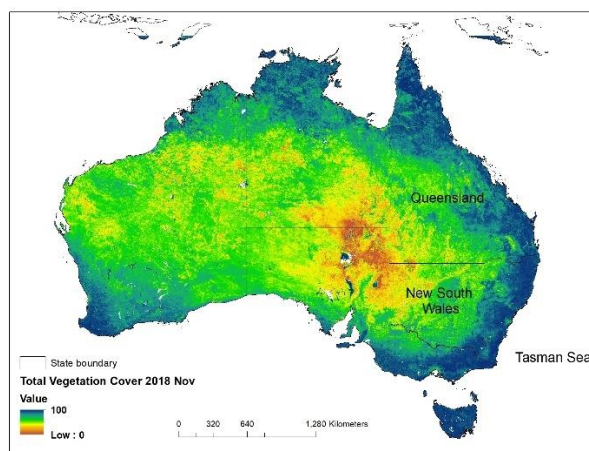 Queensland
New South
Wales
Tasman Sea
State boundary
Total Vegetation Cover 2018 Nov
Value
100
Low : 0
0 320 640 1,280 Kilometers